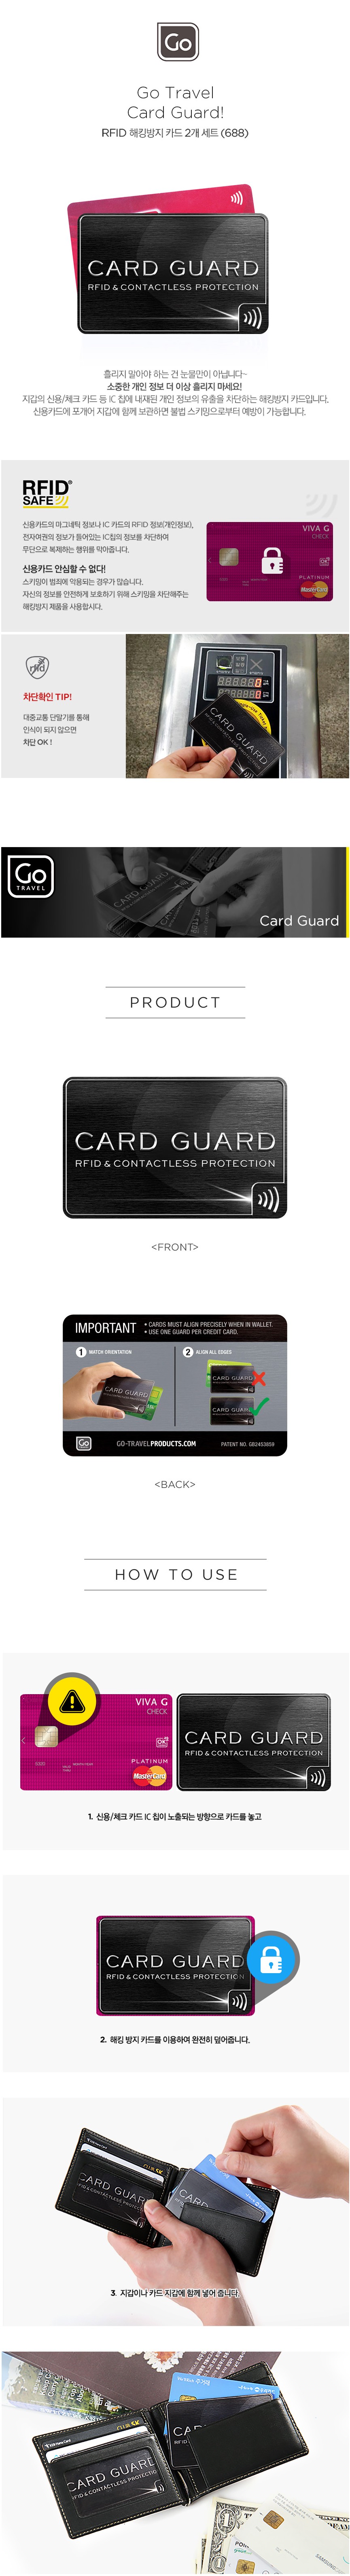 Go
Go Travel
Card Guard!
RFID 해킹방지 카드 2개 세트 (688)
CARD GUARD
RFID & CONTACTLESS PROTECTION
흘리지 말아야 하는 건 눈물만이 아닙니다~
소중한 개인 정보 더 이상 흘리지 마세요!
지갑의 신용/체크 카드 등 IC 칩에 내재된 개인 정보의 유출을 차단하는 해킹방지 카드입니다.
신용카드에 포개어 지갑에 함께 보관하면 불법 스키밍으로부터 예방이 가능합니다.
RFID®
SAFE
신용카드의 마그네틱 정보나 IC 카드의 RFID 정보(개인정보),
전자여권의 정보가 들어있는 IC칩의 정보를 차단하여
무단으로 복제하는 행위를 막아줍니다.
신용카드 안심할 수 없다!
스키밍이 범죄에 악용되는 경우가 많습니다.
자신의 정보를 안전하게 보호하기 위해 스키밍을 차단해주는
해킹방지 제품을 사용합시다.
VIVA G
CHECK
PLATINUM
MasterCard
rfid
차단확인 TIP!
대중교통 단말기를 통해
인식이 되지 않으면
차단 OK !
CARD GUARD
Go
TRAVEL
Card Guard
PRODUCT
CARD GUARD
RFID & CONTACTLESS PROTECTION
<FRONT>
IMPORTANT
• CARDS MUST ALIGN PRECISELY WHEN IN WALLET.
• USE ONE GUARD PER CREDIT CARD.
1 MATCH ORIENTATION
2 ALIGN ALL EDGES
CARD GUARD
CARD GUARD
CARD GUARD
Go
GO-TRAVELPRODUCTS.COM
PATENT NO. GB2453859
<BACK>
HOW TO USE
VIVA G
CHECK
PLATINUM
MasterCard
CARD GUARD
RFID & CONTACTLESS PROTECTION
1. 신용/체크 카드 IC 칩이 노출되는 방향으로 카드를 놓고
CARD GUARD
RFID & CONTACTLESS PROTECTION
2. 해킹 방지 카드를 이용하여 완전히 덮어줍니다.
CARD GUARD
CARD
3. 지갑이나 카드 지갑에 함께 넣어 줍니다.
CARD GUARD
RFID & CONTACTLESS PROTECTIO
CA
RFID